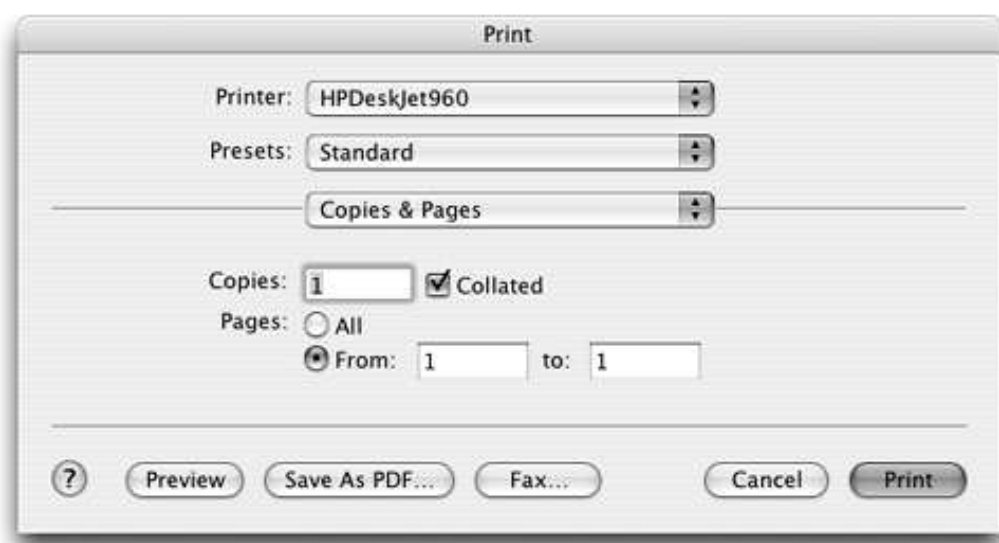 Print
Printer: HPDeskJet960
Presets: Standard
Copies & Pages
Copies: 1 Collated
Pages: All
From: 1 to: 1
? Preview Save As PDF... Fax... Cancel Print